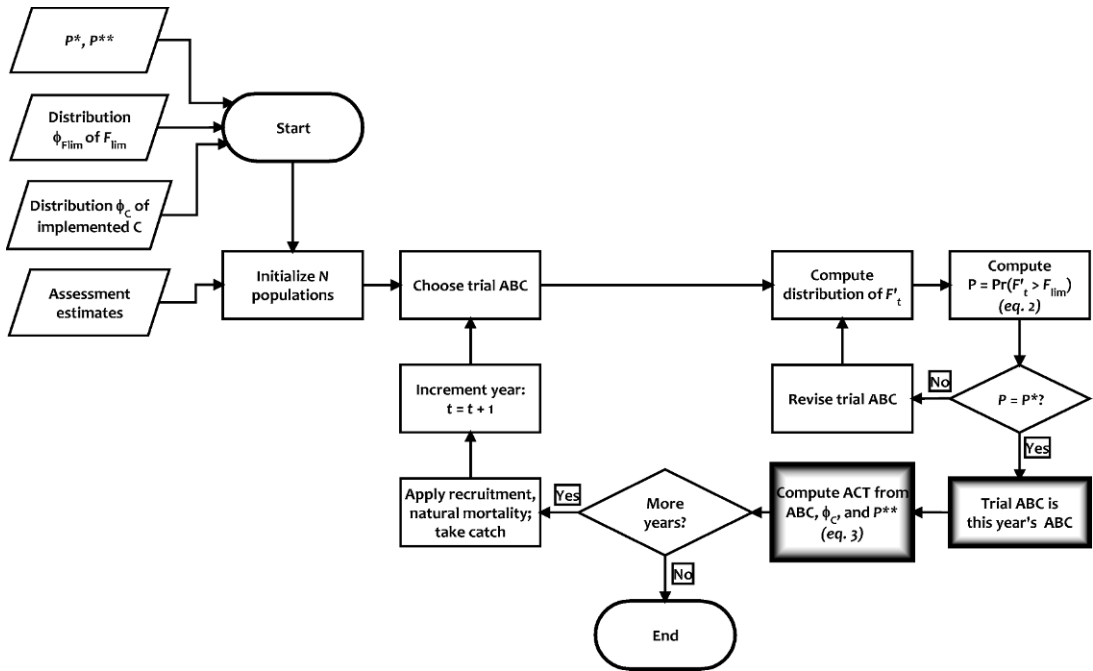 P*, P**
Distribution
ϕFlim of Flim
Start
Distribution ϕC of
implemented C
Assessment
estimates
Initialize N
populations
Choose trial ABC
Compute
distribution of F't
Compute
P = Pr(F't > Flim)
(eq. 2)
Increment year:
t = t + 1
Revise trial ABC
No
P = P*?
Yes
Apply recruitment,
natural mortality;
take catch
Yes
More
years?
Compute ACT from
ABC, ϕC, and P**
(eq. 3)
Trial ABC is
this year's ABC
No
End